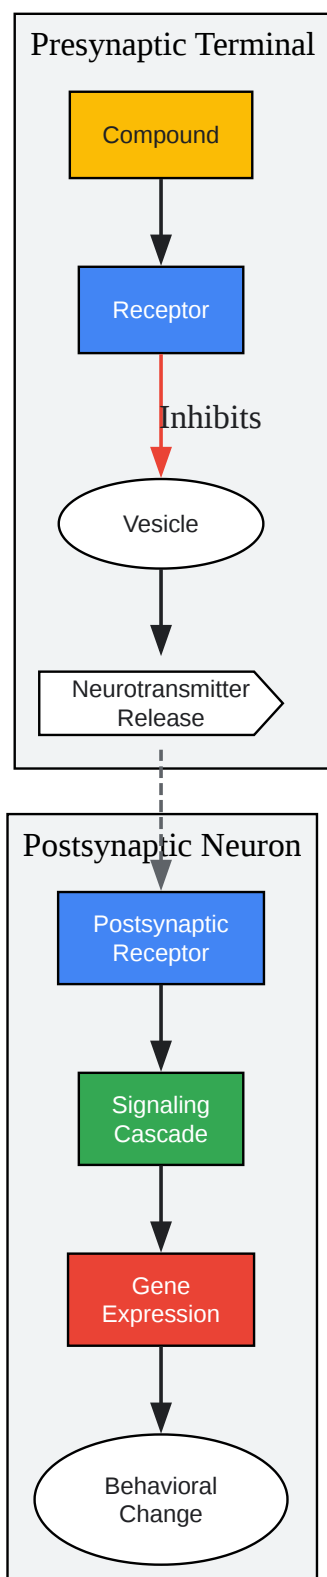 Presynaptic Terminal
Compound
Receptor
Inhibits
Vesicle
Neurotransmitter
Release
Postsynaptic Neuron
Postsynaptic
Receptor
Signaling
Cascade
Gene
Expression
Behavioral
Change